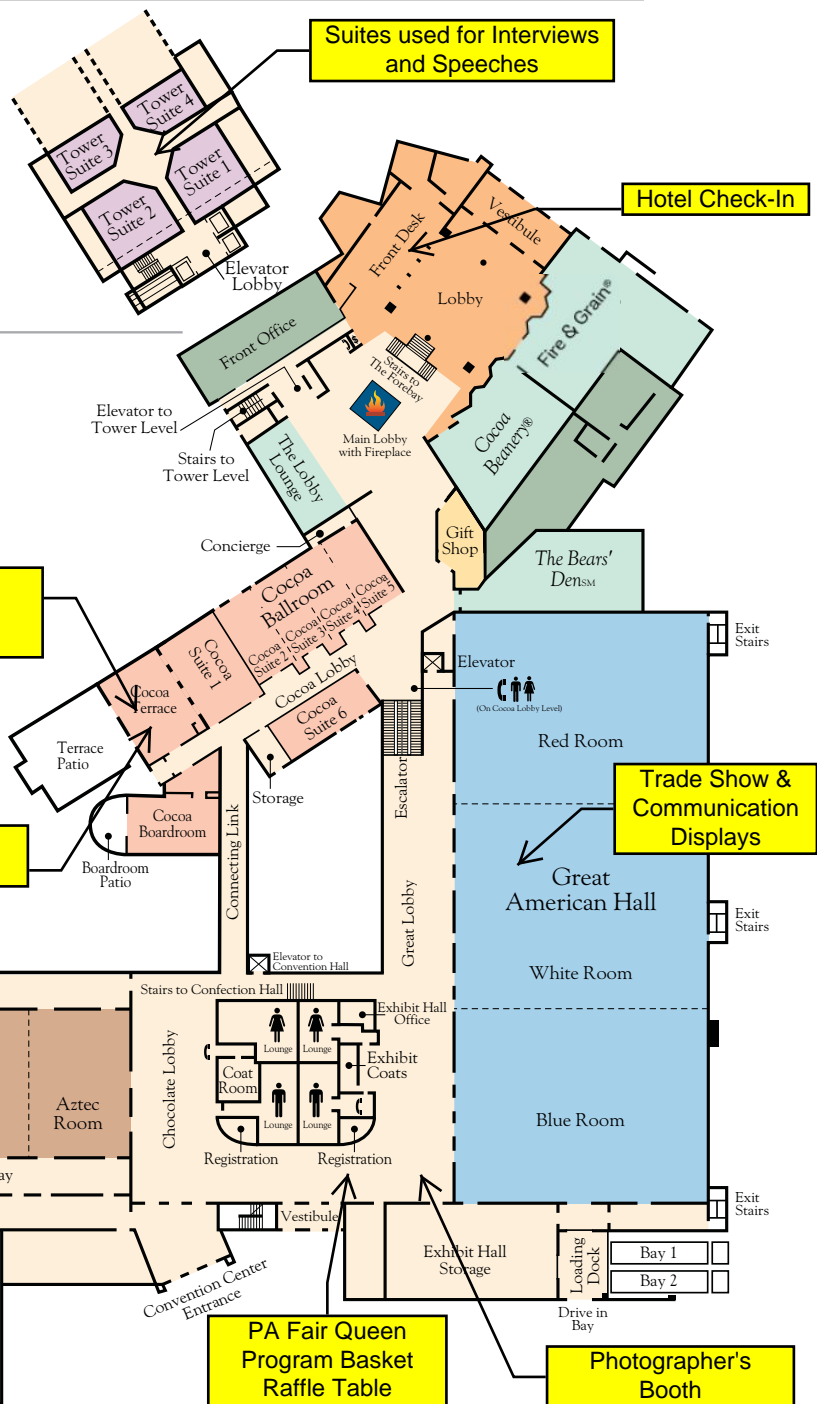 Suites used for Interviews
and Speeches
Tower
Suite 4
Tower
Suite 3
Tower
Suite 1
Tower
Suite 2
Elevator
Lobby
Hotel Check-In
Vestibule
Front Desk
Lobby
Fire & Grain®
Front Office
Stairs to
The Forebay
$
Elevator to
Tower Level
Main Lobby
with Fireplace
Cocoa
Beanery®
Stairs to
Tower Level
The Lobby
Lounge
Concierge
Gift
Shop
The Bears'
Den SM
Cocoa
Ballroom
Cocoa
Suite 5
Cocoa
Suite 4
Cocoa
Suite 3
Cocoa
Suite 2
Cocoa
Suite 1
Exit
Stairs
Elevator
Cocoa Lobby
(On Cocoa Lobby Level)
Cocoa
Terrace
Cocoa
Suite 6
Red Room
Terrace
Patio
Storage
Escalator
Trade Show &
Communication
Displays
Cocoa
Boardroom
Boardroom
Patio
Connecting Link
Great
American Hall
Great Lobby
Exit
Stairs
Elevator to
Convention Hall
White Room
Stairs to Confection Hall
Exhibit Hall
Office
Lounge
Lounge
Exhibit
Coats
Coat
Room
Chocolate Lobby
Aztec
Room
Lounge
Lounge
Blue Room
Registration
Registration
ay
Exit
Stairs
Vestibule
Exhibit Hall
Storage
Loading
Dock
Bay 1
Bay 2
Convention Center
Entrance
Drive in
Bay
PA Fair Queen
Program Basket
Raffle Table
Photographer's
Booth